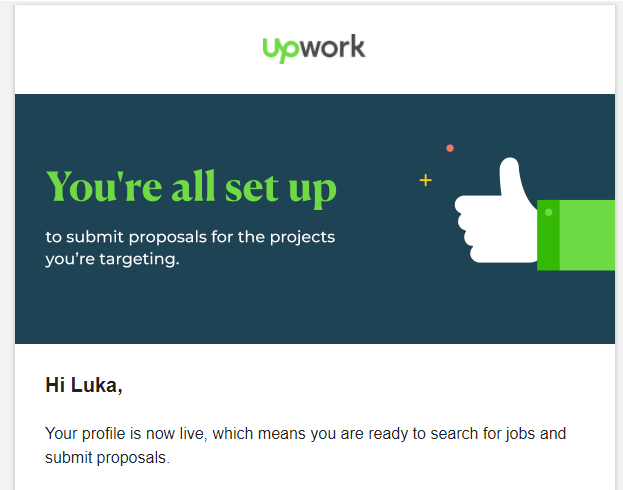 upwork
You're all set up
to submit proposals for the projects
you're targeting.
Hi Luka,
Your profile is now live, which means you are ready to search for jobs and
submit proposals.